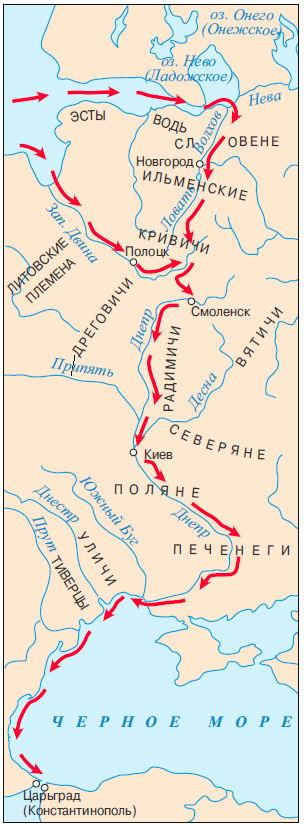 оз. Онего
(Онежское)
оз. Нево
(Ладожское)
Нева
ЭСТЫ
ВОДЬ
Волхов
СЛОВЕНЕ
Новгород
ИЛЬМЕНСКИЕ
Ловать
Зап. Двина
КРИВИЧИ
Полоцк
ЛИТОВСКИЕ
ПЛЕМЕНА
ДРЕГОВИЧИ
Смоленск
Днепр
РАДИМИЧИ
ВЯТИЧИ
Припять
Десна
СЕВЕРЯНЕ
Киев
ПОЛЯНЕ
Южный Буг
Днестр
Днепр
УЛИЧИ
ПЕЧЕНЕГИ
Прут
ТИВЕРЦЫ
ЧЕРНОЕ МОРЕ
Царьград
(Константинополь)